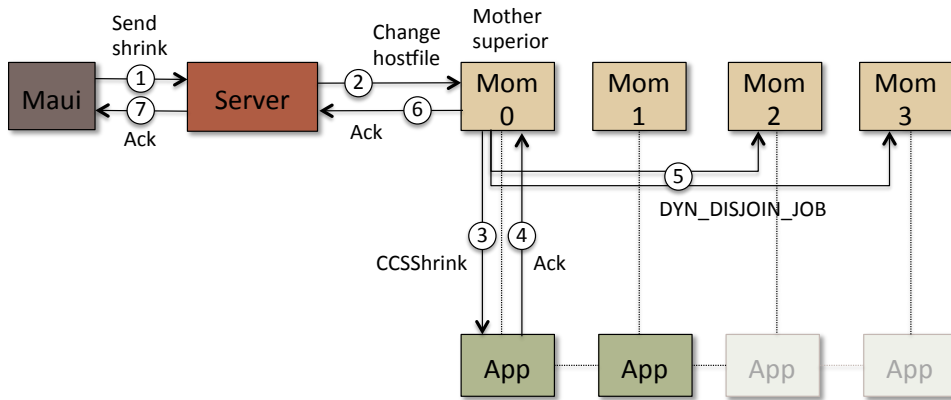 Send
shrink
Change
hostfile
Mother
superior
Maui
1
7
Ack
Server
2
6
Ack
Mom
0
Mom
1
Mom
2
Mom
3
5
DYN_DISJOIN_JOB
3
4
CCSShrink
Ack
App
App
App
App